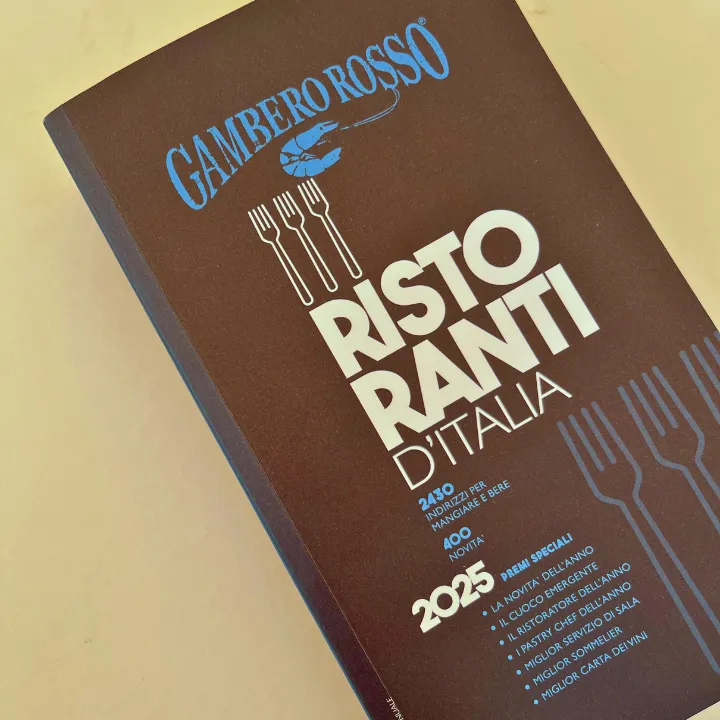 GAMBERO ROSSO®
RISTO
RANTI
D'ITALIA
2430
INDIRIZZI PER
MANGIARE E BERE
400
NOVITA'
2025
PREMI SPECIALI
• LA NOVITA' DELL'ANNO
• IL CUOCO EMERGENTE
• IL RISTORATORE DELL'ANNO
• I PASTRY CHEF DELL'ANNO
• MIGLIOR SERVIZIO DI SALA
• MIGLIOR SOMMELIER
• MIGLIOR CARTA DEI VINI